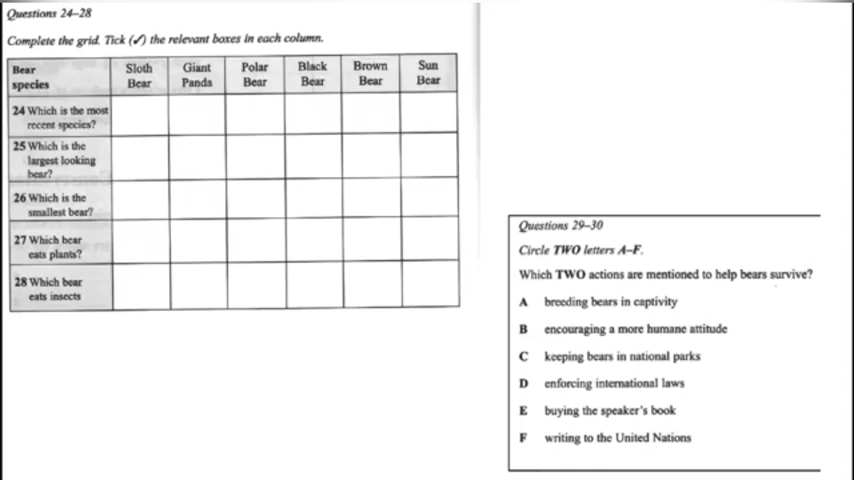 Questions 24–28
Complete the grid. Tick (✓) the relevant boxes in each column.
Bear species
Sloth Bear
Giant Panda
Polar Bear
Black Bear
Brown Bear
Sun Bear
24 Which is the most
recent species?
25 Which is the
largest looking
bear?
26 Which is the
smallest bear?
27 Which bear
eats plants?
28 Which bear
eats insects
Questions 29–30
Circle TWO letters A–F.
Which TWO actions are mentioned to help bears survive?
A breeding bears in captivity
B encouraging a more humane attitude
C keeping bears in national parks
D enforcing international laws
E buying the speaker's book
F writing to the United Nations